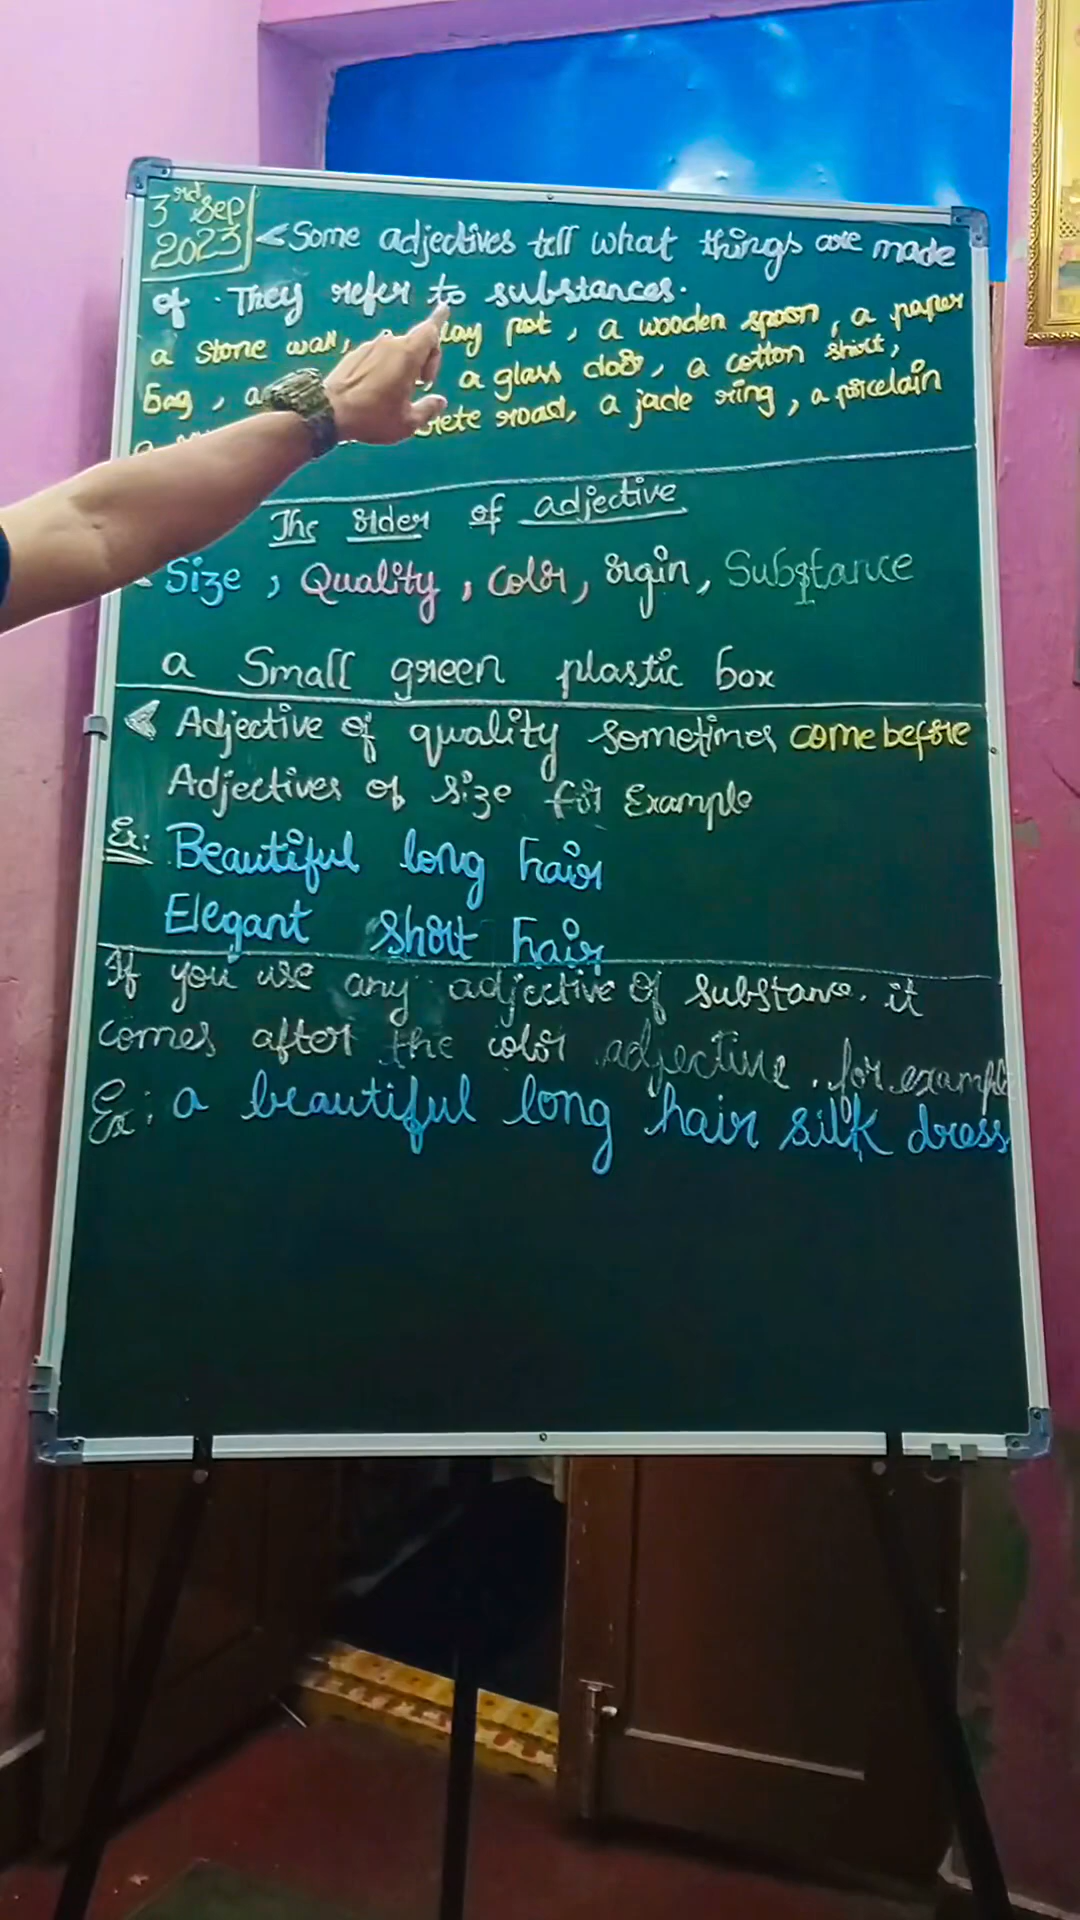 3rd Sep
2023
<Some adjectives tell what things are made
of. They refer to substances.
a stone wall, clay pot, a wooden spoon, a paper
bag, a glass door, a cotton shirt,
road, a jade ring, a porcelain
The order of adjective
Size, Quality, color, orgin, Substance
a Small green plastic box
Adjective of quality sometimes come before
Adjectives of size for Example
Ex: Beautiful long hair
Elegant short hair
If you use any adjective of substance. it
comes after the color adjective. for example
Ex: a beautiful long hair silk dress